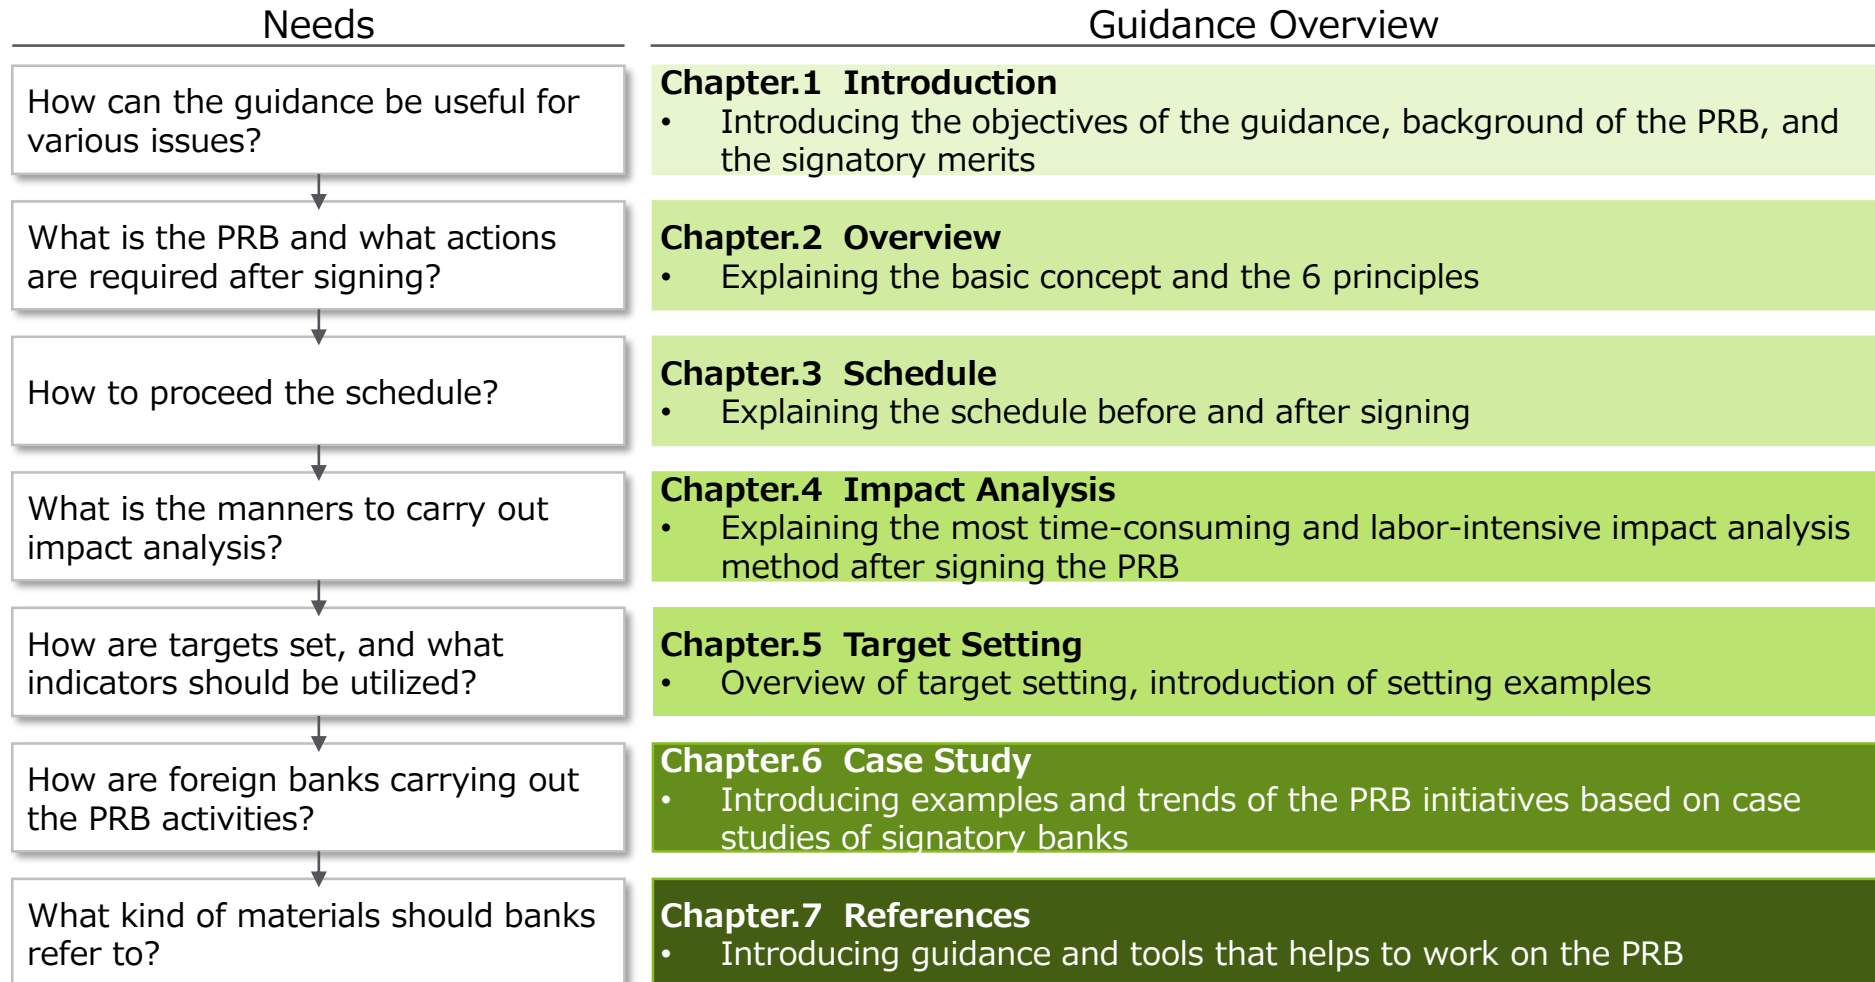 Needs
Guidance Overview
How can the guidance be useful for
various issues?
Chapter.1 Introduction
• Introducing the objectives of the guidance, background of the PRB, and
the signatory merits
What is the PRB and what actions
are required after signing?
Chapter.2 Overview
• Explaining the basic concept and the 6 principles
How to proceed the schedule?
Chapter.3 Schedule
• Explaining the schedule before and after signing
What is the manners to carry out
impact analysis?
Chapter.4 Impact Analysis
• Explaining the most time-consuming and labor-intensive impact analysis
method after signing the PRB
How are targets set, and what
indicators should be utilized?
Chapter.5 Target Setting
• Overview of target setting, introduction of setting examples
How are foreign banks carrying out
the PRB activities?
Chapter.6 Case Study
• Introducing examples and trends of the PRB initiatives based on case
studies of signatory banks
What kind of materials should banks
refer to?
Chapter.7 References
• Introducing guidance and tools that helps to work on the PRB